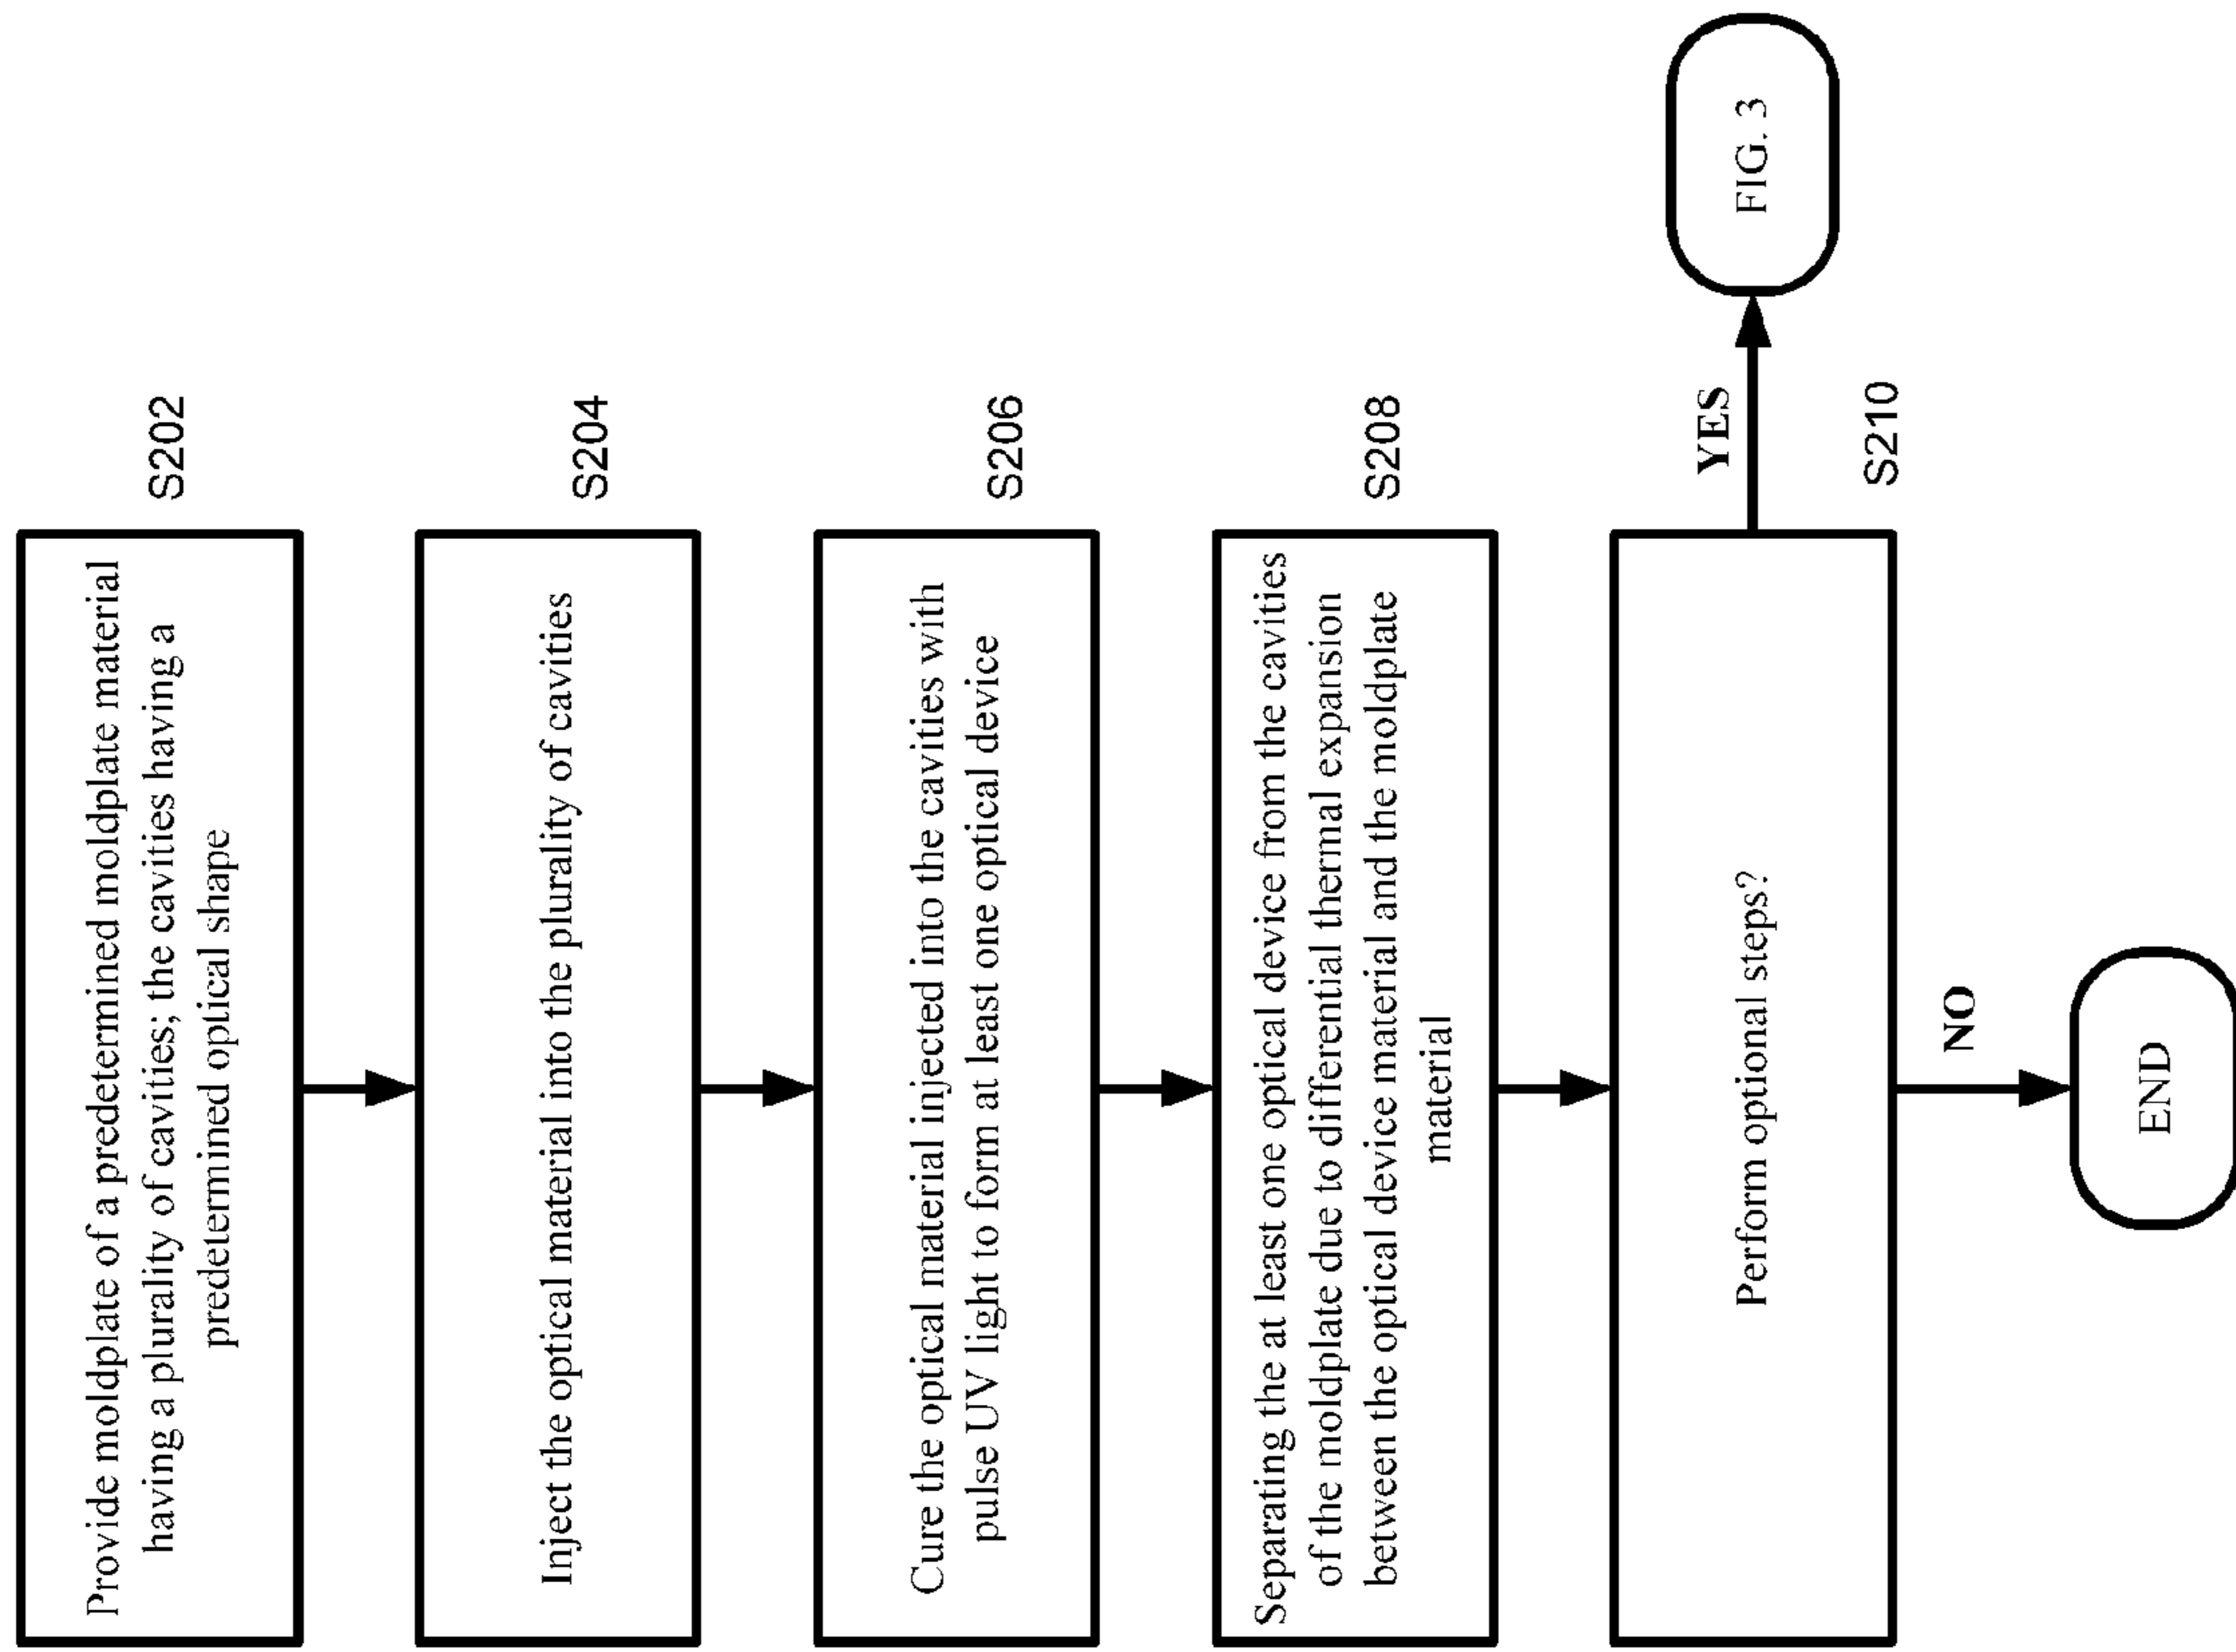 Provide moldplate of a predetermined moldplate material
having a plurality of cavities; the cavities having a
predetermined optical shape
S202
Inject the optical material into the plurality of cavities
S204
Cure the optical material injected into the cavities with
pulse UV light to form at least one optical device
S206
Separating the at least one optical device from the cavities
of the moldplate due to differential thermal expansion
between the optical device material and the moldplate
material
S208
Perform optional steps?
YES
FIG. 3
S210
NO
END